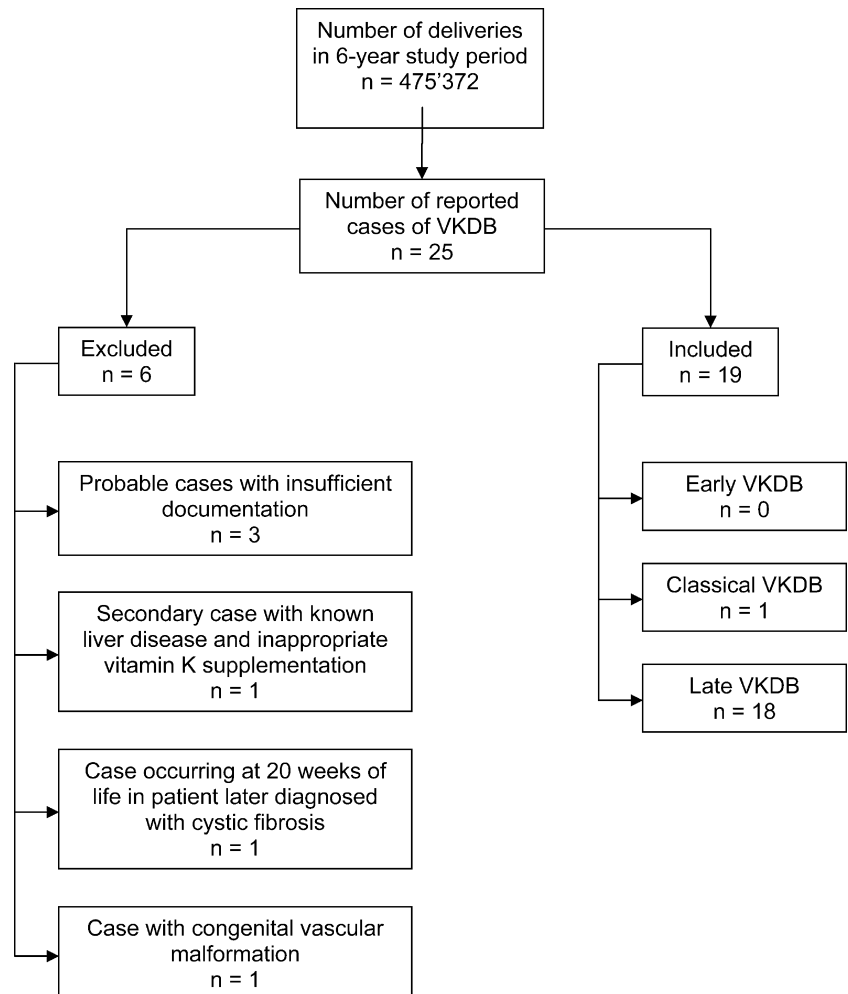 Number of deliveries
in 6-year study period
n = 475’372
Number of reported
cases of VKDB
n = 25
Excluded
n = 6
Included
n = 19
Probable cases with insufficient
documentation
n = 3
Secondary case with known
liver disease and inappropriate
vitamin K supplementation
n = 1
Case occurring at 20 weeks of
life in patient later diagnosed
with cystic fibrosis
n = 1
Case with congenital vascular
malformation
n = 1
Early VKDB
n = 0
Classical VKDB
n = 1
Late VKDB
n = 18